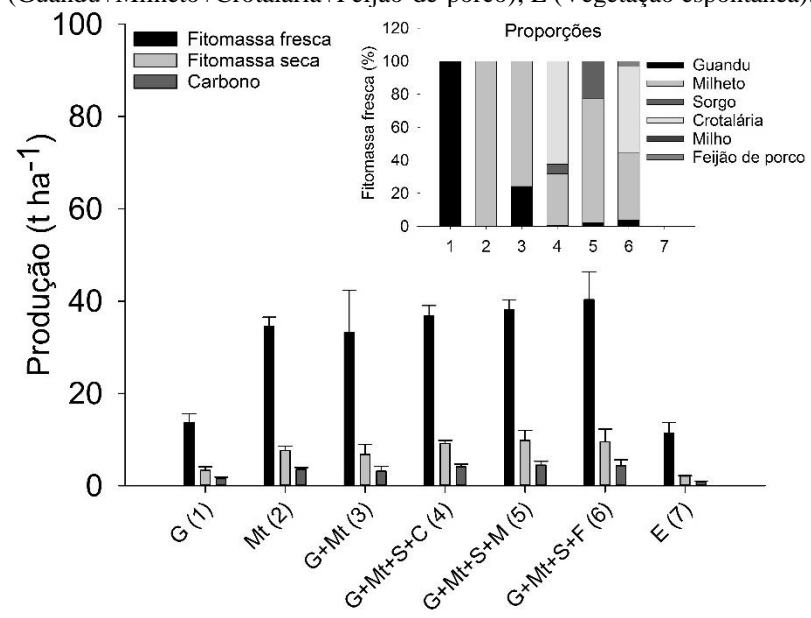 (Guandu+Milheto+Crotalária+Feijão de porco); E (Vegetação espontânea).
Fitomassa fresca
Fitomassa seca
Carbono
Produção (t ha-1)
100
80
60
40
20
0
Proporções
Fitomassa fresca (%)
120
100
80
60
40
20
0
1 2 3 4 5 6 7
Guandu
Milheto
Sorgo
Crotalária
Milho
Feijão de porco
G (1)
Mt (2)
G+Mt (3)
G+Mt+S+C (4)
G+Mt+S+M (5)
G+Mt+S+F (6)
E (7)